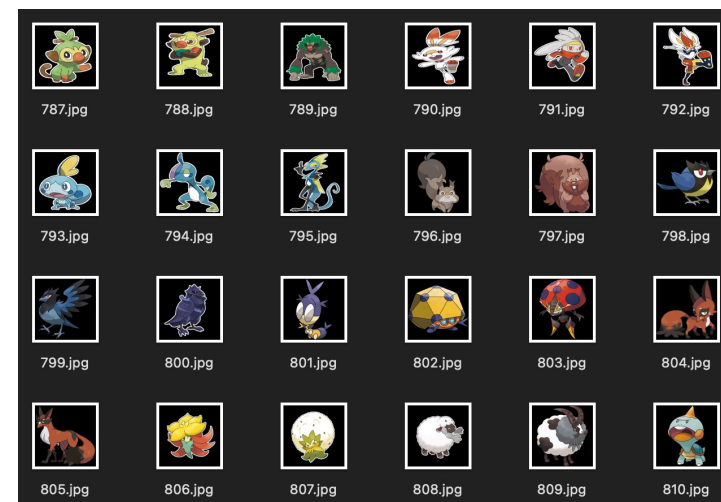 787.jpg 788.jpg 789.jpg 790.jpg 791.jpg 792.jpg
793.jpg 794.jpg 795.jpg 796.jpg 797.jpg 798.jpg
799.jpg 800.jpg 801.jpg 802.jpg 803.jpg 804.jpg
805.jpg 806.jpg 807.jpg 808.jpg 809.jpg 810.jpg